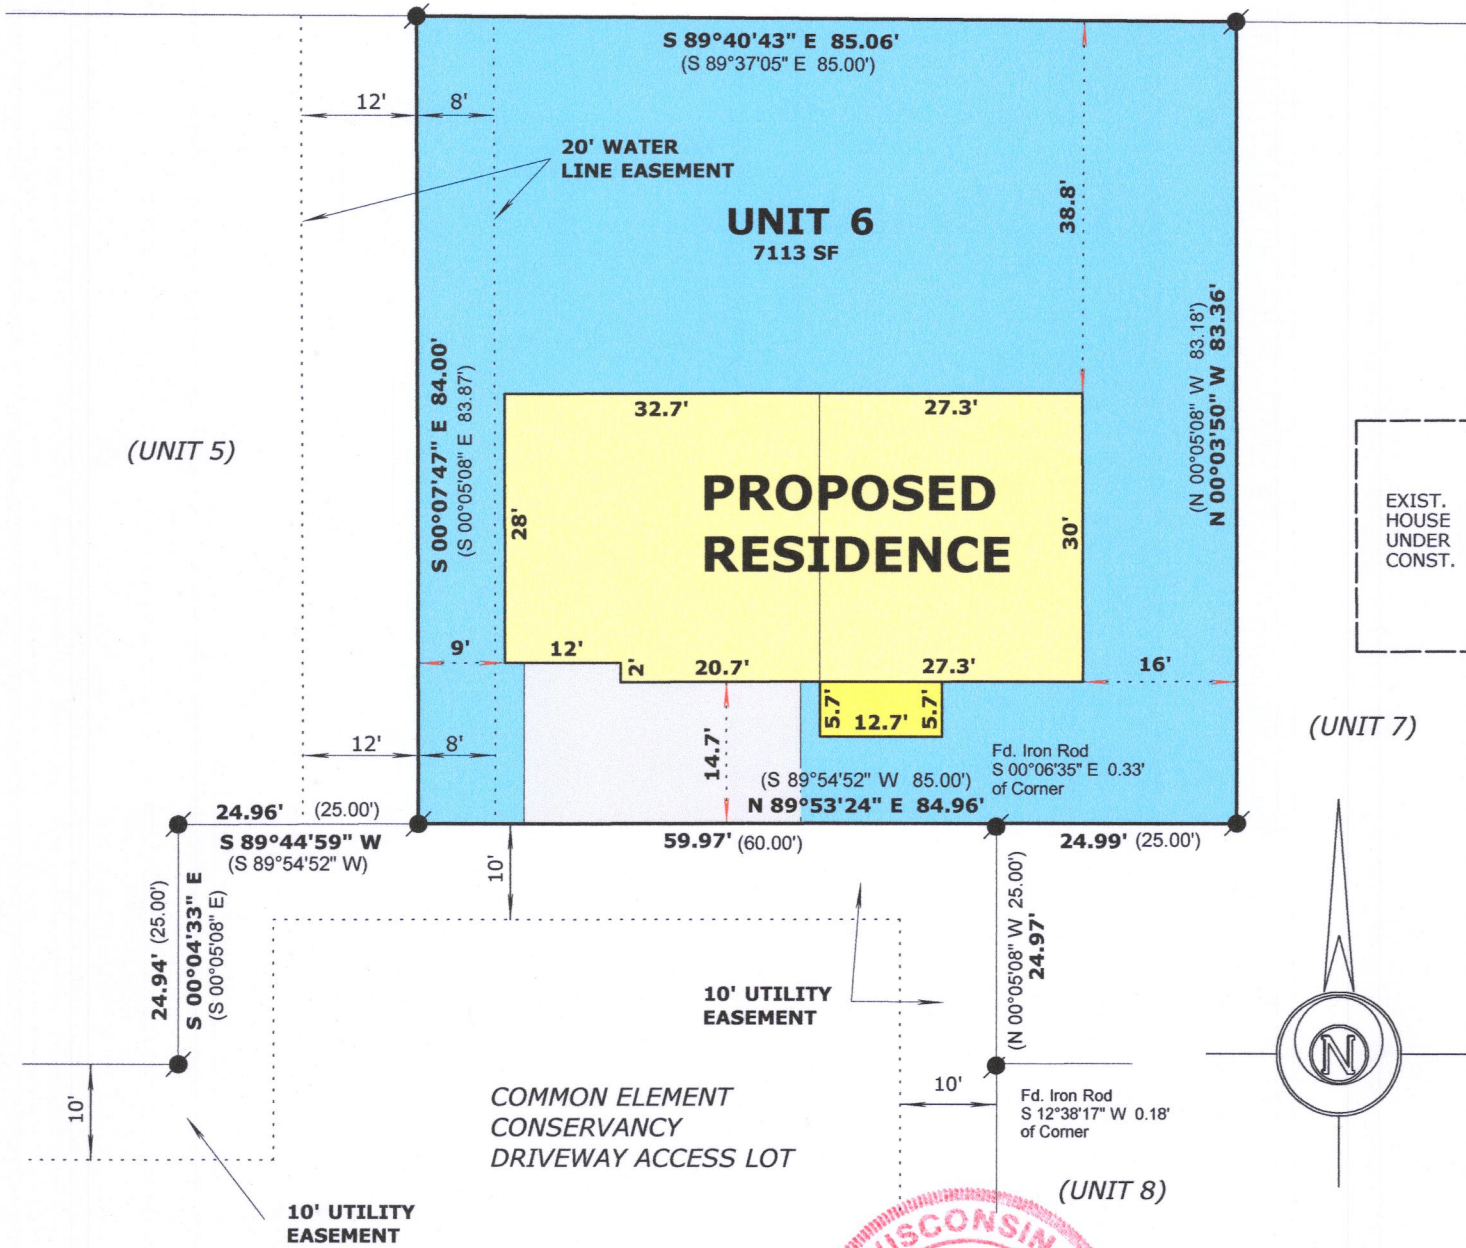 S 89°40'43" E 85.06'
(S 89°37'05" E 85.00')
12'
8'
20' WATER
LINE EASEMENT
UNIT 6
7113 SF
38.8'
S 00°07'47" E 84.00'
(S 00°05'08" E 83.87')
(N 00°05'08" W 83.18')
N 00°03'50" W 83.36'
(UNIT 5)
32.7'
27.3'
PROPOSED
RESIDENCE
28'
30'
EXIST.
HOUSE
UNDER
CONST.
9'
12'
2'
20.7'
27.3'
16'
5.7'
12.7'
5.7'
14.7'
(UNIT 7)
12'
8'
Fd. Iron Rod
S 00°06'35" E 0.33'
of Corner
(S 89°54'52" W 85.00')
N 89°53'24" E 84.96'
24.96' (25.00')
S 89°44'59" W
(S 89°54'52" W)
59.97' (60.00')
24.99' (25.00')
10'
24.94' (25.00')
S 00°04'33" E
(S 00°05'08" E)
(N 00°05'08" W 25.00')
24.97'
10' UTILITY
EASEMENT
N
10'
COMMON ELEMENT
CONSERVANCY
DRIVEWAY ACCESS LOT
10'
Fd. Iron Rod
S 12°38'17" W 0.18'
of Corner
(UNIT 8)
10' UTILITY
EASEMENT
WISCONSIN